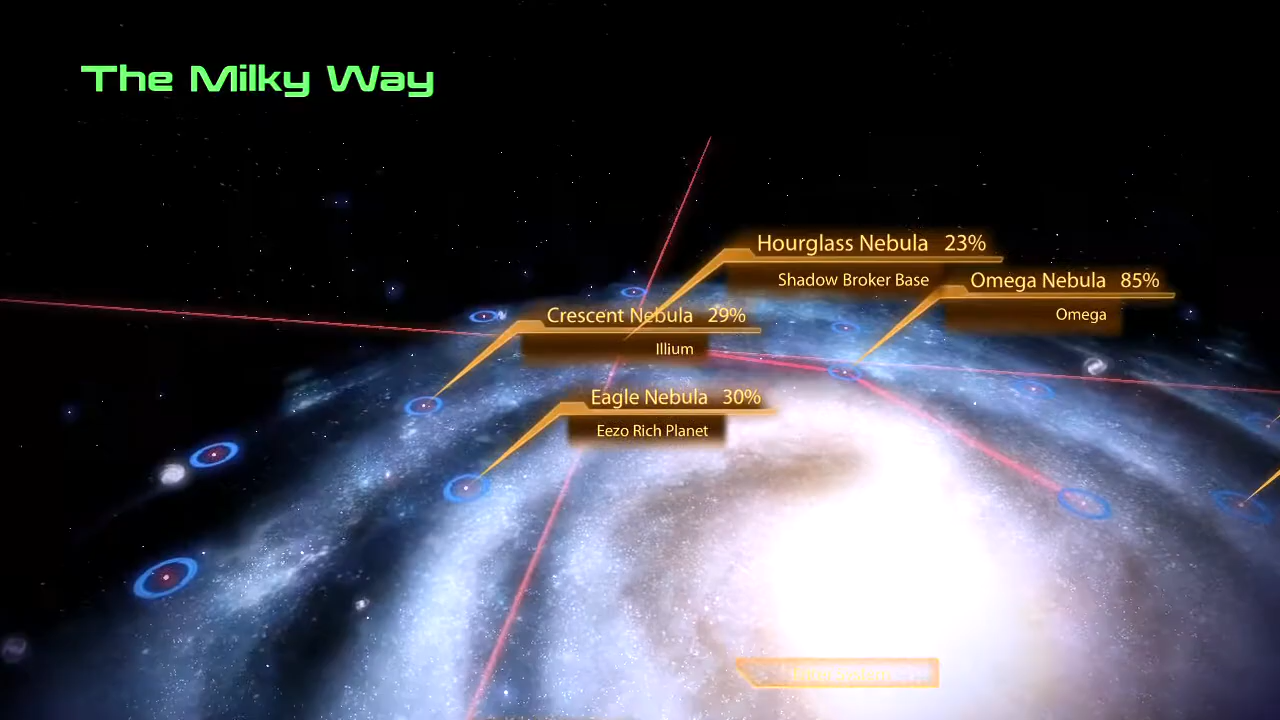 The Milky Way
Hourglass Nebula 23%
Shadow Broker Base
Omega Nebula 85%
Omega
Crescent Nebula 29%
Illium
Eagle Nebula 30%
Eezo Rich Planet